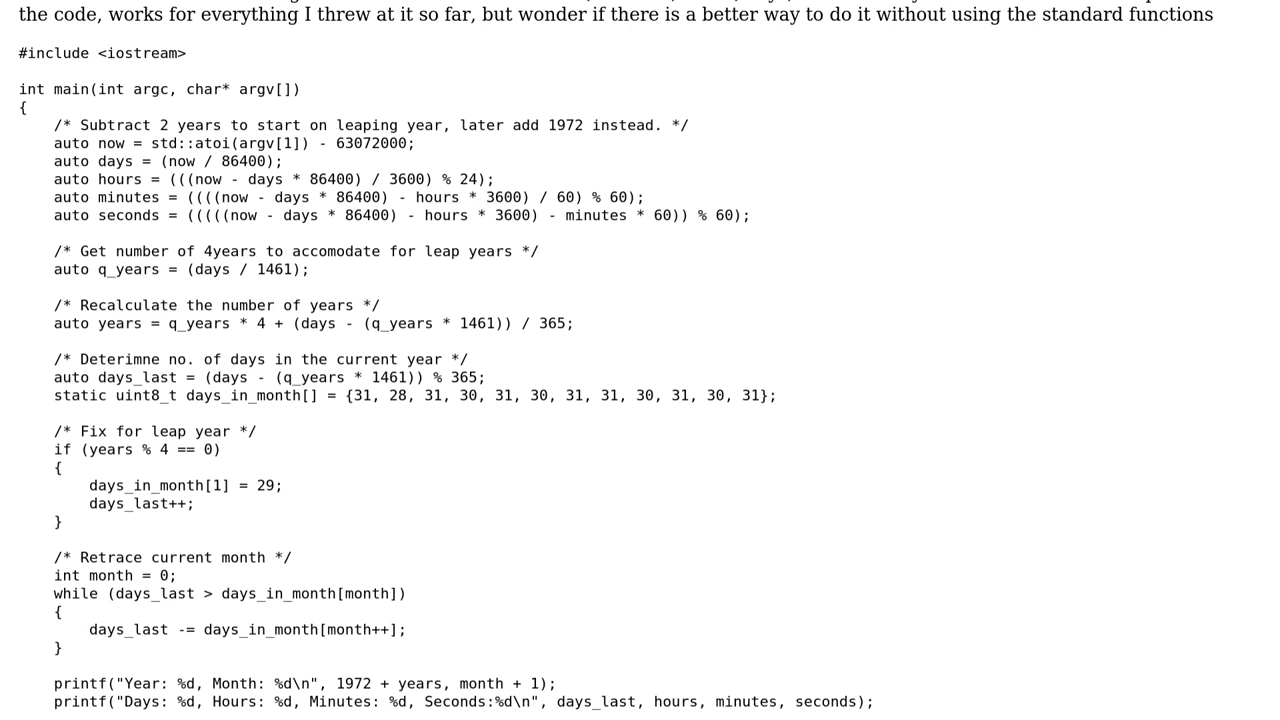 the code, works for everything I threw at it so far, but wonder if there is a better way to do it without using the standard functions
#include <iostream>
int main(int argc, char* argv[])
{
    /* Subtract 2 years to start on leaping year, later add 1972 instead. */
    auto now = std::atoi(argv[1]) - 63072000;
    auto days = (now / 86400);
    auto hours = (((now - days * 86400) / 3600) % 24);
    auto minutes = ((((now - days * 86400) - hours * 3600) / 60) % 60);
    auto seconds = (((((now - days * 86400) - hours * 3600) - minutes * 60)) % 60);
    /* Get number of 4years to accomodate for leap years */
    auto q_years = (days / 1461);
    /* Recalculate the number of years */
    auto years = q_years * 4 + (days - (q_years * 1461)) / 365;
    /* Deterimne no. of days in the current year */
    auto days_last = (days - (q_years * 1461)) % 365;
    static uint8_t days_in_month[] = {31, 28, 31, 30, 31, 30, 31, 31, 30, 31, 30, 31};
    /* Fix for leap year */
    if (years % 4 == 0)
    {
        days_in_month[1] = 29;
        days_last++;
    }
    /* Retrace current month */
    int month = 0;
    while (days_last > days_in_month[month])
    {
        days_last -= days_in_month[month++];
    }
    printf("Year: %d, Month: %d\n", 1972 + years, month + 1);
    printf("Days: %d, Hours: %d, Minutes: %d, Seconds:%d\n", days_last, hours, minutes, seconds);